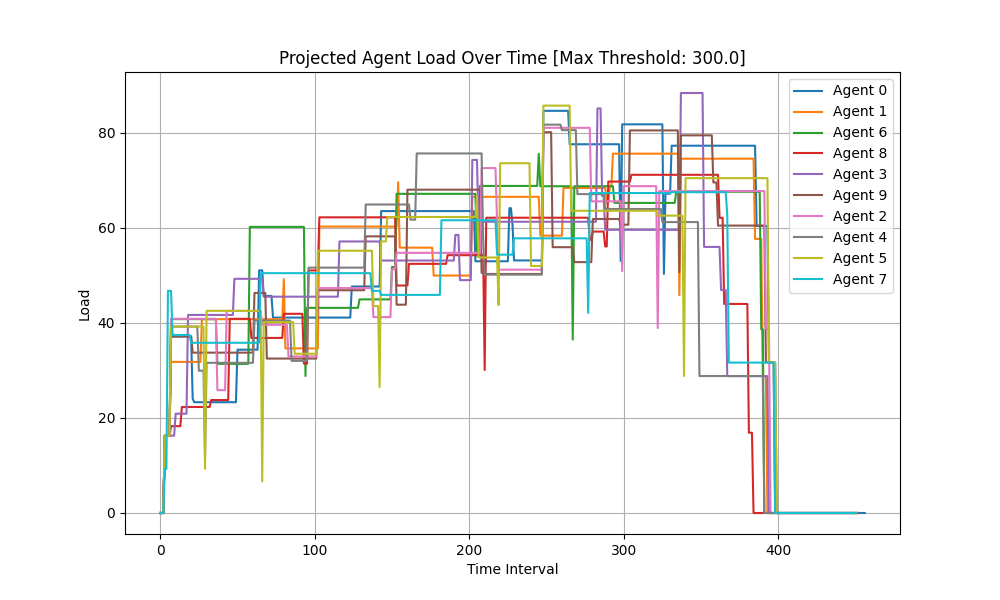 Projected Agent Load Over Time [Max Threshold: 300.0]
Load
80
60
40
20
0
0 100 200 300 400
Time Interval
Agent 0
Agent 1
Agent 6
Agent 8
Agent 3
Agent 9
Agent 2
Agent 4
Agent 5
Agent 7